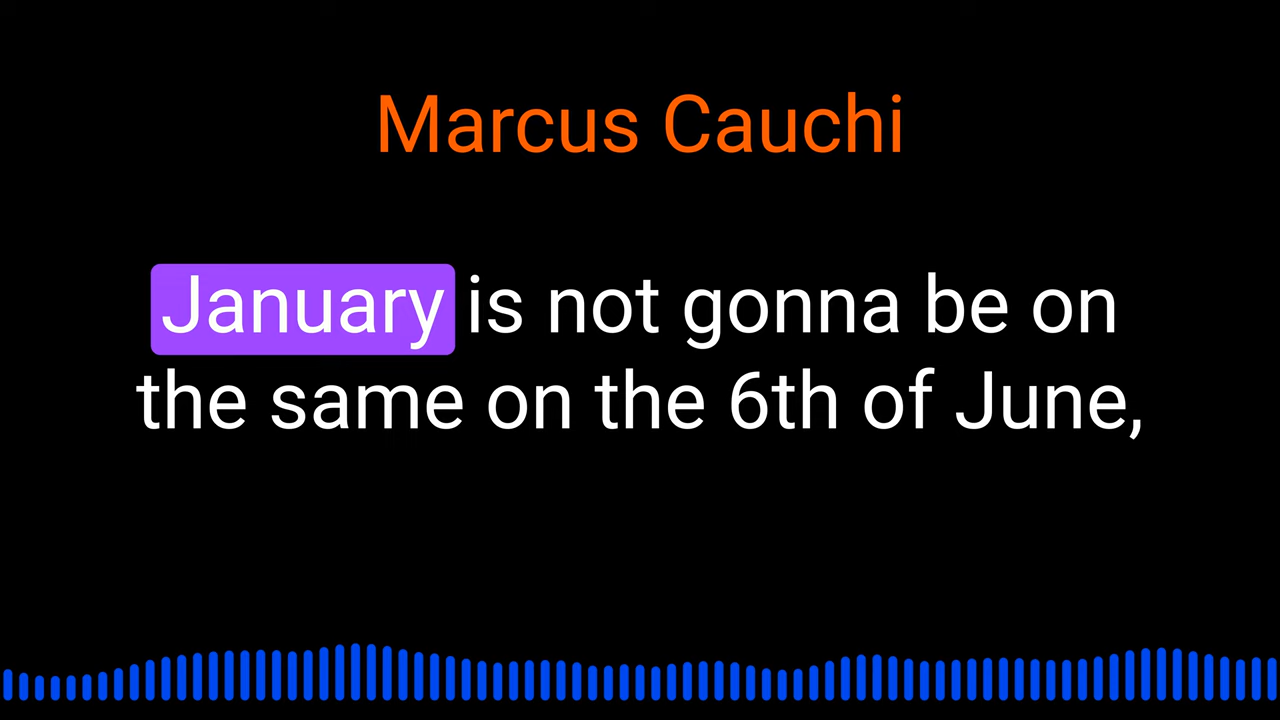 Marcus Cauchi
January is not gonna be on
the same on the 6th of June,